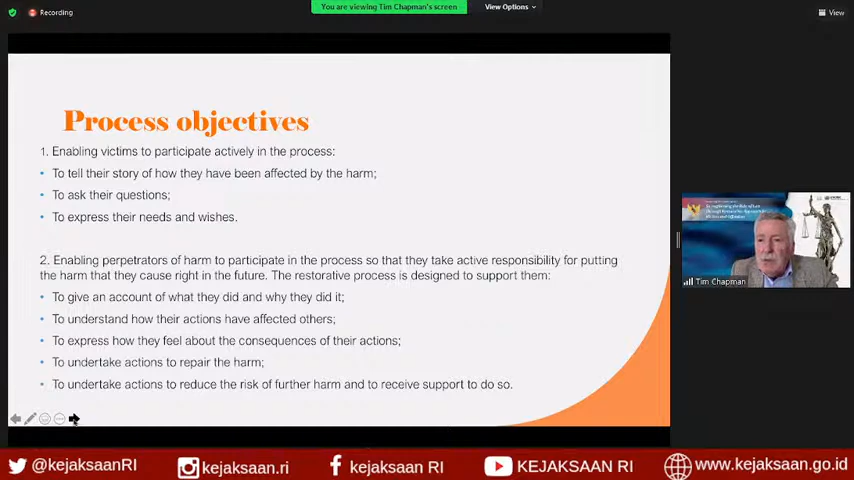 Recording
You are viewing Tim Chapman's screen
View Options
View
Process objectives
1. Enabling victims to participate actively in the process:
• To tell their story of how they have been affected by the harm;
• To ask their questions;
• To express their needs and wishes.
2. Enabling perpetrators of harm to participate in the process so that they take active responsibility for putting
the harm that they cause right in the future. The restorative process is designed to support them:
• To give an account of what they did and why they did it;
• To understand how their actions have affected others;
• To express how they feel about the consequences of their actions;
• To undertake actions to repair the harm;
• To undertake actions to reduce the risk of further harm and to receive support to do so.
Tim Chapman
@kejaksaanRI
kejaksaan.ri
kejaksaan RI
KEJAKSAAN RI
www.kejaksaan.go.id